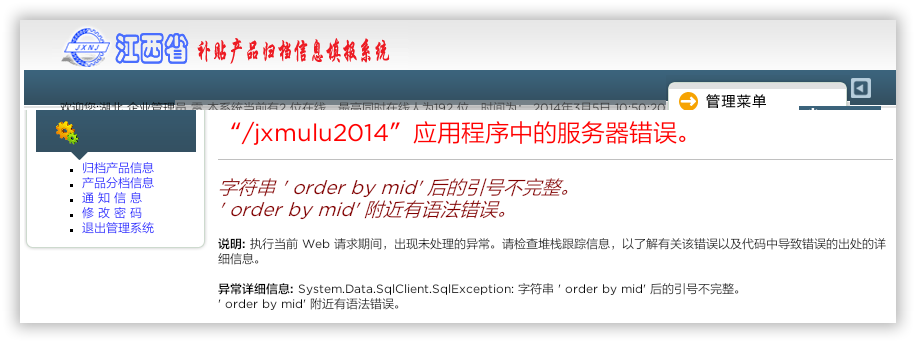 JXNJ
江西省 补贴产品归档信息填报系统
欢迎您:湖北 企业管理员 需 本系统当前有2 位在线，最高同时在线人为192 位，时间为： 2014年3月5日 10:50:20
管理菜单
归档产品信息
产品分档信息
通 知 信 息
修 改 密 码
退出管理系统
“/jxmulu2014”应用程序中的服务器错误。
字符串 ' order by mid' 后的引号不完整。
' order by mid' 附近有语法错误。
说明: 执行当前 Web 请求期间，出现未处理的异常。请检查堆栈跟踪信息，以了解有关该错误以及代码中导致错误的出处的详
细信息。
异常详细信息: System.Data.SqlClient.SqlException: 字符串 ' order by mid' 后的引号不完整。
' order by mid' 附近有语法错误。